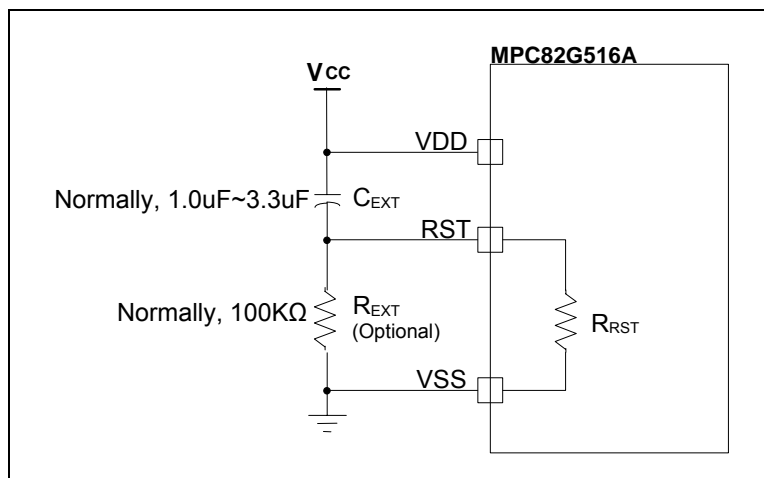 MPC82G516A
VCC
VDD
Normally, 1.0uF~3.3uF CEXT
RST
Normally, 100KΩ REXT
(Optional)
RRST
VSS